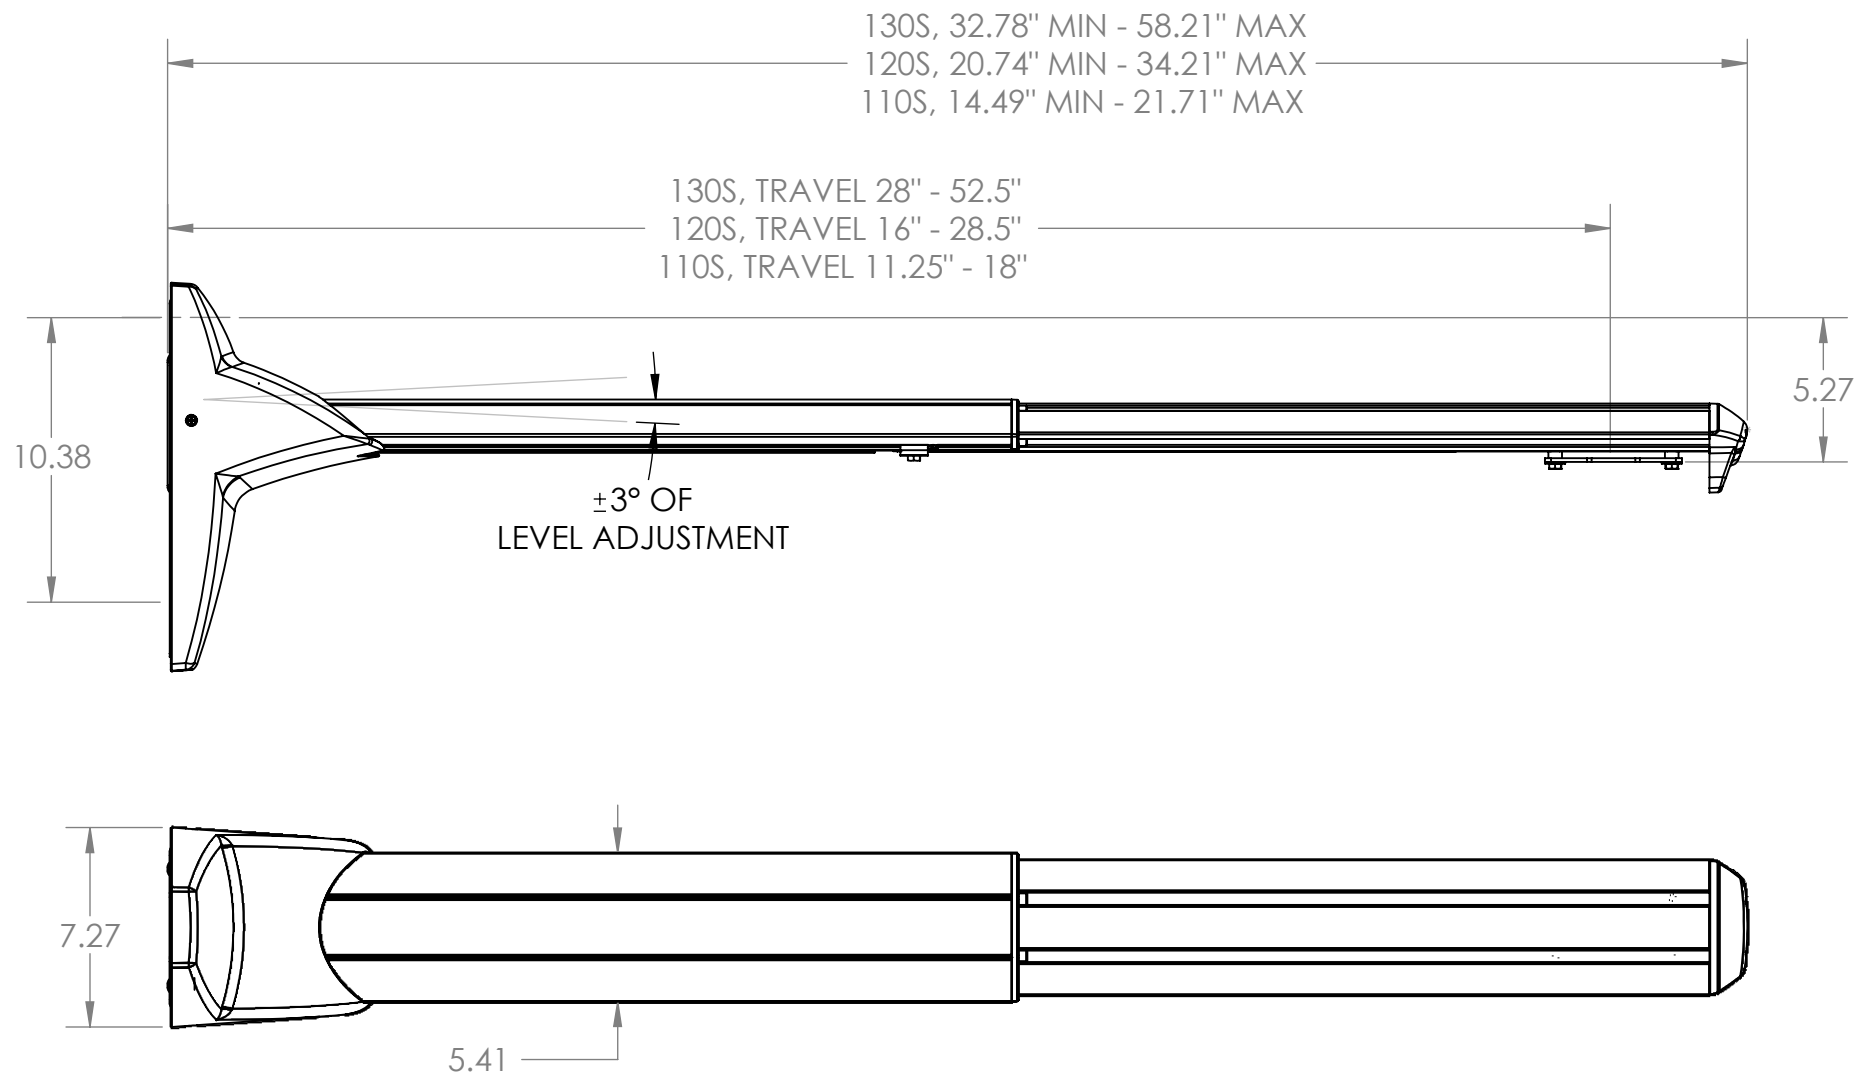 130S, 32.78" MIN - 58.21" MAX
120S, 20.74" MIN - 34.21" MAX
110S, 14.49" MIN - 21.71" MAX
130S, TRAVEL 28" - 52.5"
120S, TRAVEL 16" - 28.5"
110S, TRAVEL 11.25" - 18"
5.27
10.38
±3° OF
LEVEL ADJUSTMENT
7.27
5.41